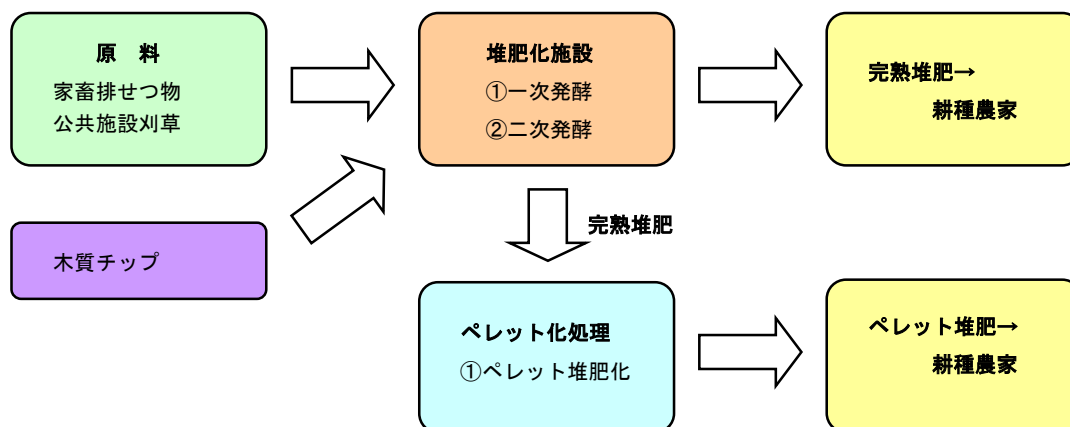 原　料
家畜排せつ物
公共施設刈草
木質チップ
堆肥化施設
①一次発酵
②二次発酵
完熟堆肥→
耕種農家
完熟堆肥
ペレット化処理
①ペレット堆肥化
ペレット堆肥→
耕種農家